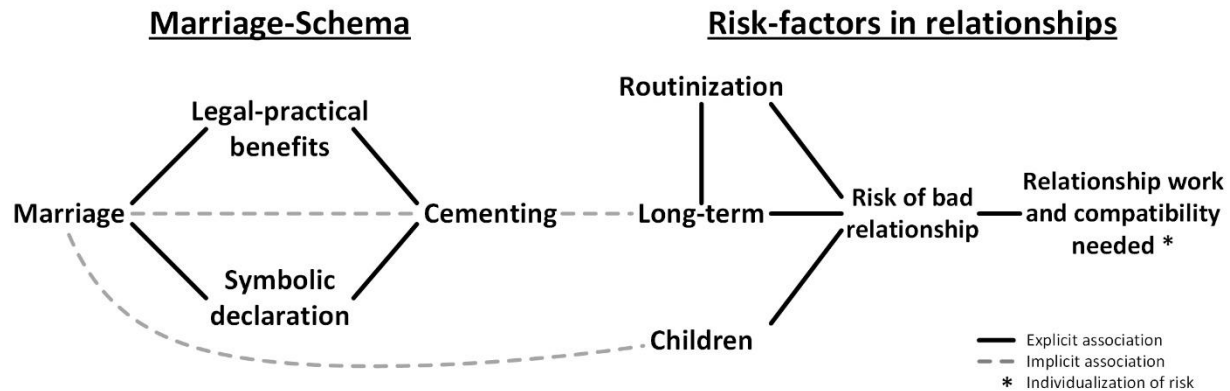 Marriage-Schema
Risk-factors in relationships
Routinization
Legal-practical
benefits
Marriage
Cementing
Long-term
Risk of bad
relationship
Relationship work
and compatibility
needed *
Symbolic
declaration
Children
Explicit association
Implicit association
* Individualization of risk